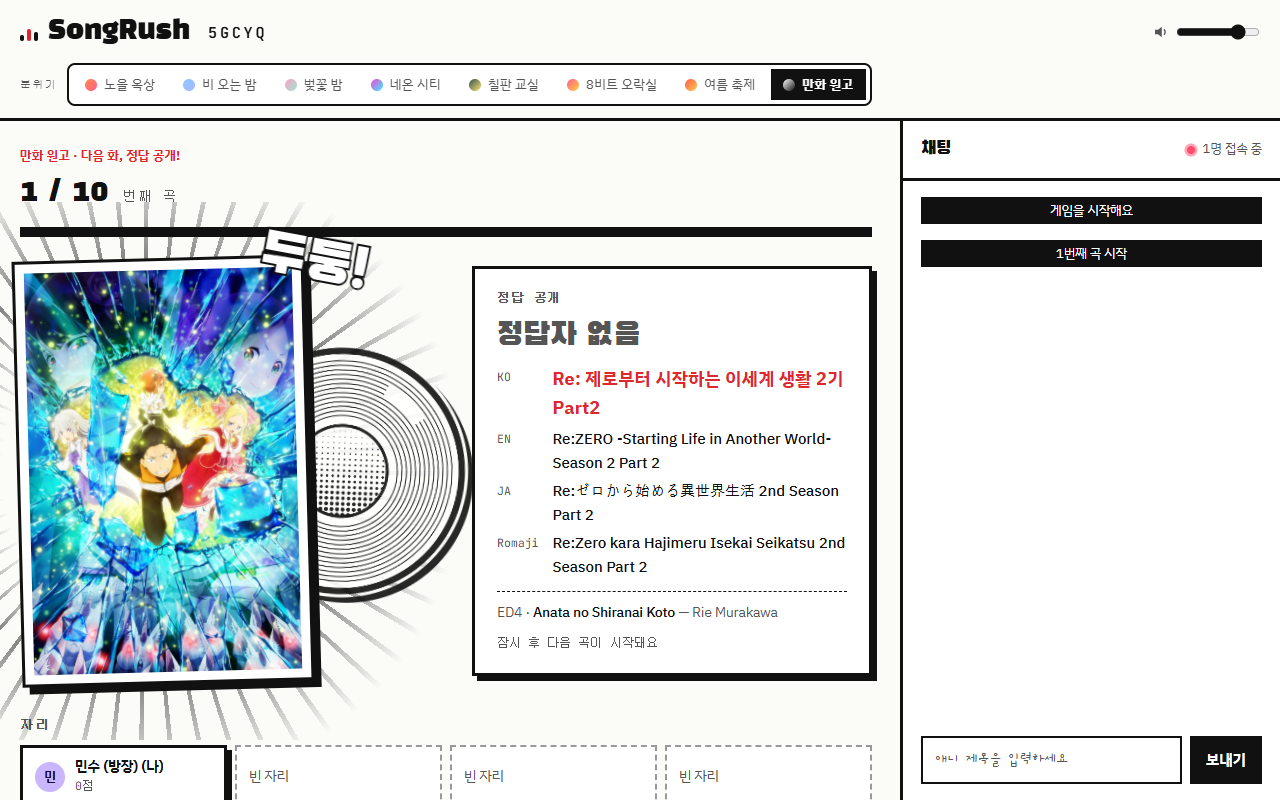 SongRush 5GCYQ
분위기 노을 옥상 비 오는 밤 벚꽃 밤 네온 시티 칠판 교실 8비트 오락실 여름 축제 만화 원고
만화 원고 · 다음 화, 정답 공개!
1 / 10 번째 곡
두둥!
정답 공개
정답자 없음
KO Re: 제로부터 시작하는 이세계 생활 2기
Part2
EN Re:ZERO -Starting Life in Another World-
Season 2 Part 2
JA Re:ゼロから始める異世界生活 2nd Season
Part 2
Romaji Re:Zero kara Hajimeru Isekai Seikatsu 2nd
Season Part 2
ED4 · Anata no Shiranai Koto — Rie Murakawa
잠시 후 다음 곡이 시작돼요
자리
민 민수 (방장) (나)
0점
빈 자리
빈 자리
빈 자리
채팅 1명 접속 중
게임을 시작해요
1번째 곡 시작
애니 제목을 입력하세요 보내기